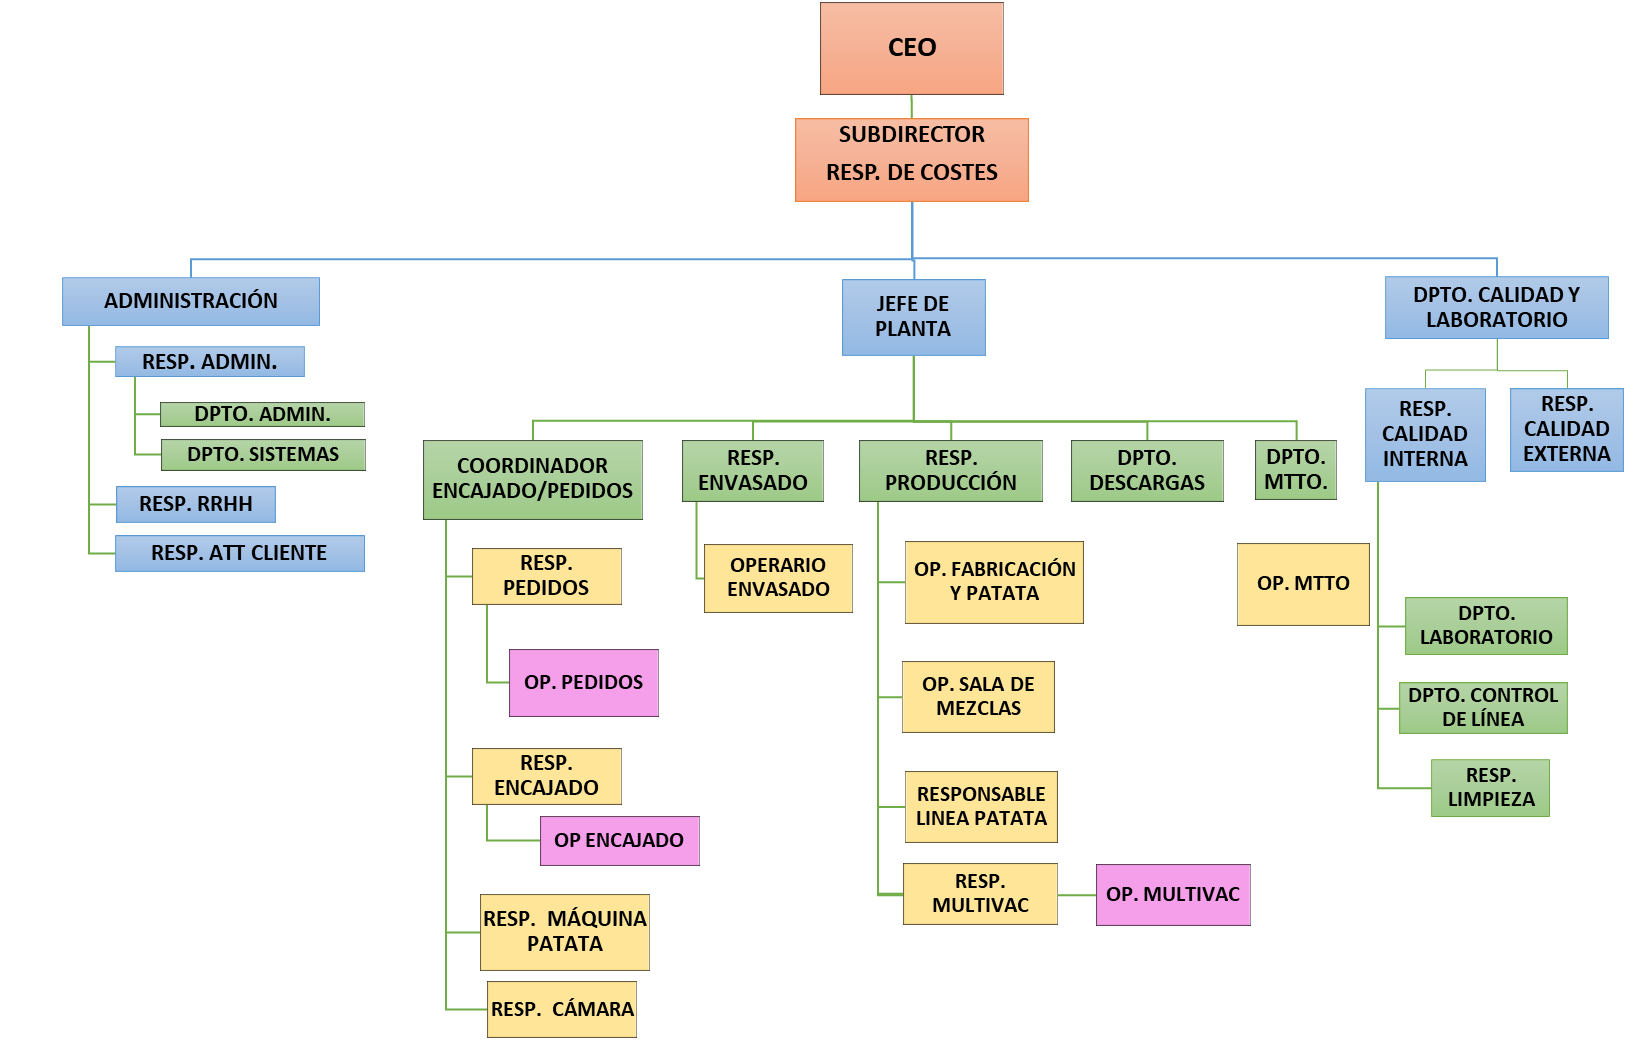 CEO
SUBDIRECTOR
RESP. DE COSTES
ADMINISTRACIÓN
RESP. ADMIN.
DPTO. ADMIN.
DPTO. SISTEMAS
RESP. RRHH
RESP. ATT CLIENTE
JEFE DE
PLANTA
COORDINADOR
ENCAJADO/PEDIDOS
RESP.
PEDIDOS
OP. PEDIDOS
RESP.
ENCAJADO
OP ENCAJADO
RESP. MÁQUINA
PATATA
RESP. CÁMARA
RESP.
ENVASADO
OPERARIO
ENVASADO
RESP.
PRODUCCIÓN
OP. FABRICACIÓN
Y PATATA
OP. SALA DE
MEZCLAS
RESPONSABLE
LINEA PATATA
RESP.
MULTIVAC
OP. MULTIVAC
DPTO.
DESCARGAS
DPTO.
MTTO.
OP. MTTO
DPTO. CALIDAD Y
LABORATORIO
RESP.
CALIDAD
INTERNA
RESP.
CALIDAD
EXTERNA
DPTO.
LABORATORIO
DPTO. CONTROL
DE LÍNEA
RESP.
LIMPIEZA